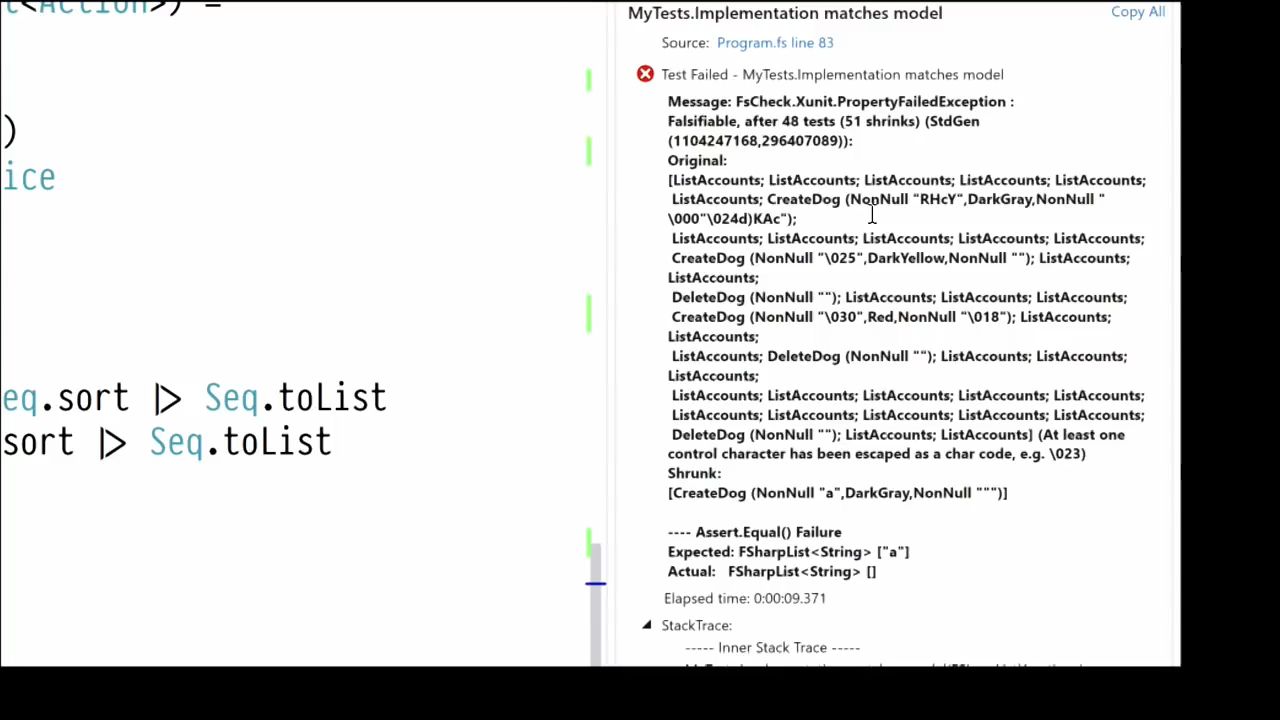 t<Action>) =
)
ice
eq.sort |> Seq.toList
sort |> Seq.toList
MyTests.Implementation matches model
Copy All
Source: Program.fs line 83
Test Failed - MyTests.Implementation matches model
Message: FsCheck.Xunit.PropertyFailedException :
Falsifiable, after 48 tests (51 shrinks) (StdGen
(1104247168,296407089)):
Original:
[ListAccounts; ListAccounts; ListAccounts; ListAccounts; ListAccounts;
ListAccounts; CreateDog (NonNull "RHcY",DarkGray,NonNull "
\000"\024d)KAc");
ListAccounts; ListAccounts; ListAccounts; ListAccounts; ListAccounts;
CreateDog (NonNull "\025",DarkYellow,NonNull ""); ListAccounts;
ListAccounts;
DeleteDog (NonNull ""); ListAccounts; ListAccounts; ListAccounts;
CreateDog (NonNull "\030",Red,NonNull "\018"); ListAccounts;
ListAccounts;
ListAccounts; DeleteDog (NonNull ""); ListAccounts; ListAccounts;
ListAccounts;
ListAccounts; ListAccounts; ListAccounts; ListAccounts; ListAccounts;
ListAccounts; ListAccounts; ListAccounts; ListAccounts; ListAccounts;
DeleteDog (NonNull ""); ListAccounts; ListAccounts] (At least one
control character has been escaped as a char code, e.g. \023)
Shrunk:
[CreateDog (NonNull "a",DarkGray,NonNull """)]
---- Assert.Equal() Failure
Expected: FSharpList<String> ["a"]
Actual: FSharpList<String> []
Elapsed time: 0:00:09.371
StackTrace:
----- Inner Stack Trace -----